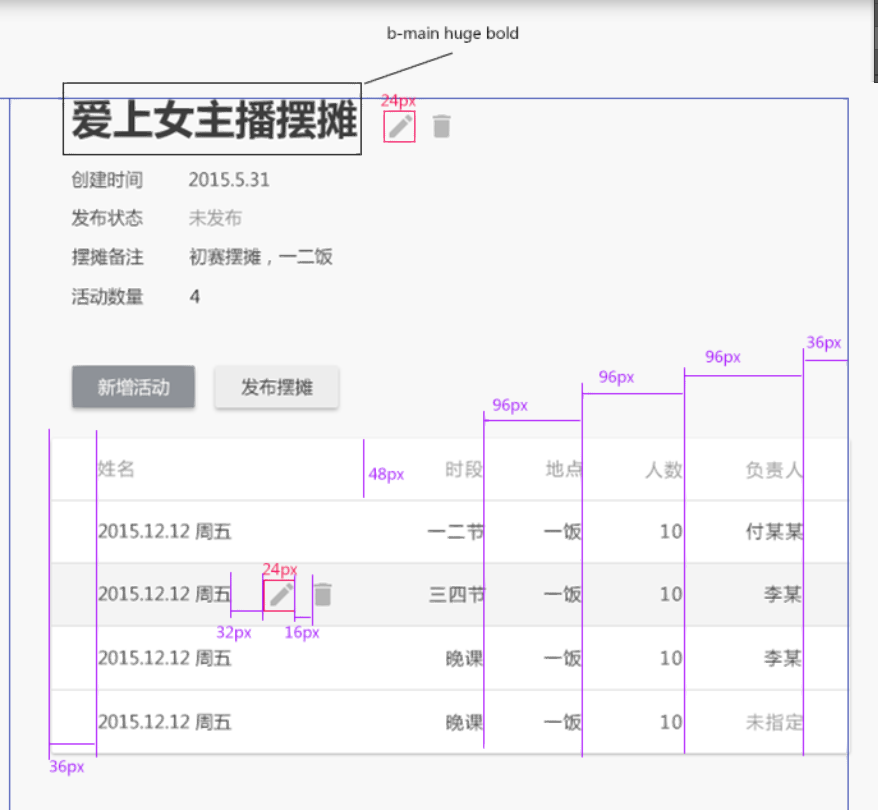 b-main huge bold
24px
爱上女主播摆摊
创建时间 2015.5.31
发布状态 未发布
摆摊备注 初赛摆摊，一二饭
活动数量 4
36px
96px
96px
96px
新增活动 发布摆摊
姓名 48px 时段 地点 人数 负责人
2015.12.12 周五 一二节 一饭 10 付某某
24px
2015.12.12 周五 三四节 一饭 10 李某
32px 16px
2015.12.12 周五 晚课 一饭 10 李某
2015.12.12 周五 晚课 一饭 10 未指定
36px